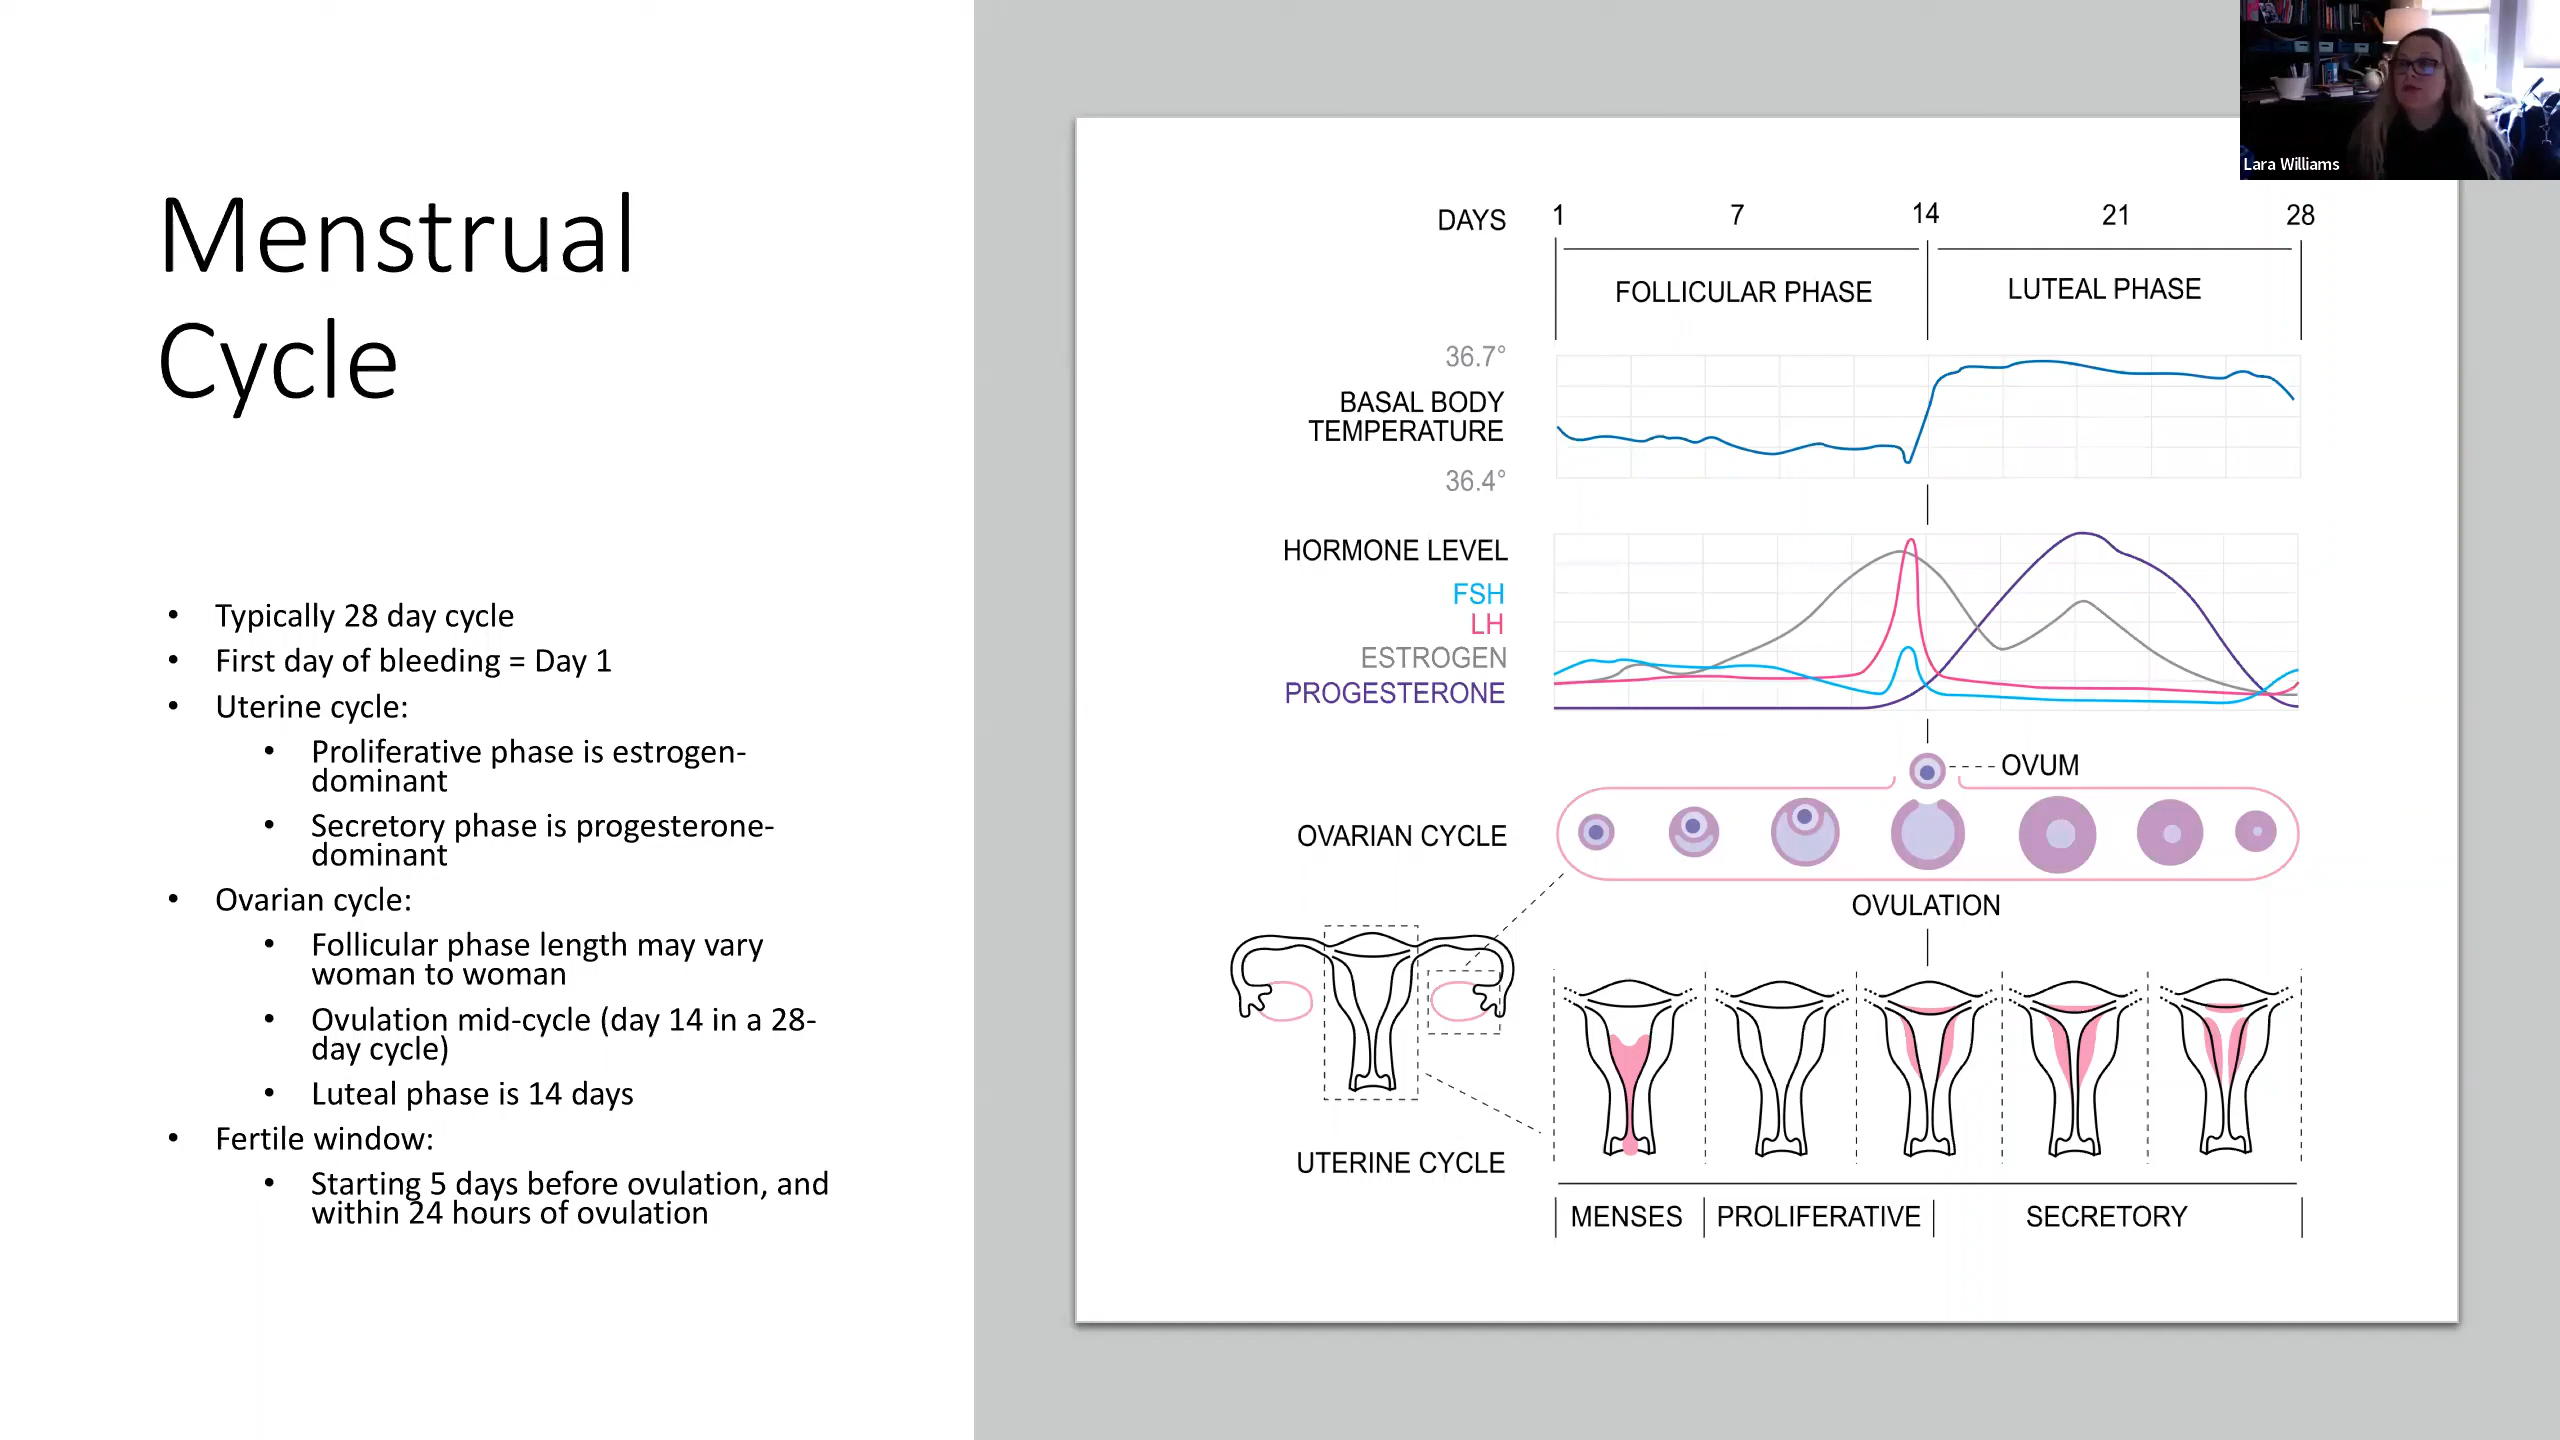 Menstrual
Cycle
• Typically 28 day cycle
• First day of bleeding = Day 1
• Uterine cycle:
• Proliferative phase is estrogen-
dominant
• Secretory phase is progesterone-
dominant
• Ovarian cycle:
• Follicular phase length may vary
woman to woman
• Ovulation mid-cycle (day 14 in a 28-
day cycle)
• Luteal phase is 14 days
• Fertile window:
• Starting 5 days before ovulation, and
within 24 hours of ovulation
DAYS 1 7 14 21 28
FOLLICULAR PHASE LUTEAL PHASE
36.7°
BASAL BODY
TEMPERATURE
36.4°
HORMONE LEVEL
FSH
LH
ESTROGEN
PROGESTERONE
OVUM
OVARIAN CYCLE
OVULATION
UTERINE CYCLE
MENSES PROLIFERATIVE SECRETORY
Lara Williams